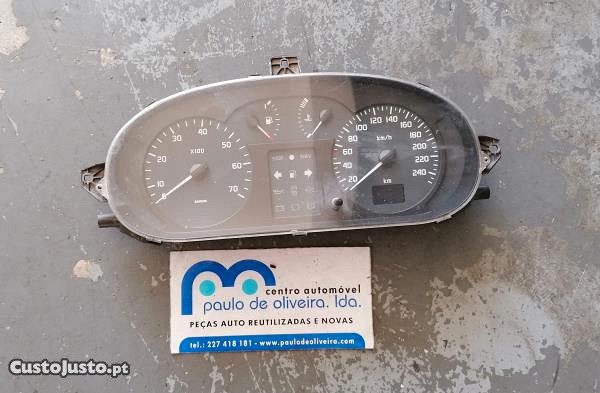 40
30 50
20 X100 60
10 70
0
100 120 140
80 160
60 km/h 180
40 200
20 220
km 240
centro automóvel
paulo de oliveira. lda.
PEÇAS AUTO REUTILIZADAS E NOVAS
tel.: 227 418 181 - www.paulodeoliveira.com
CustoJusto.pt